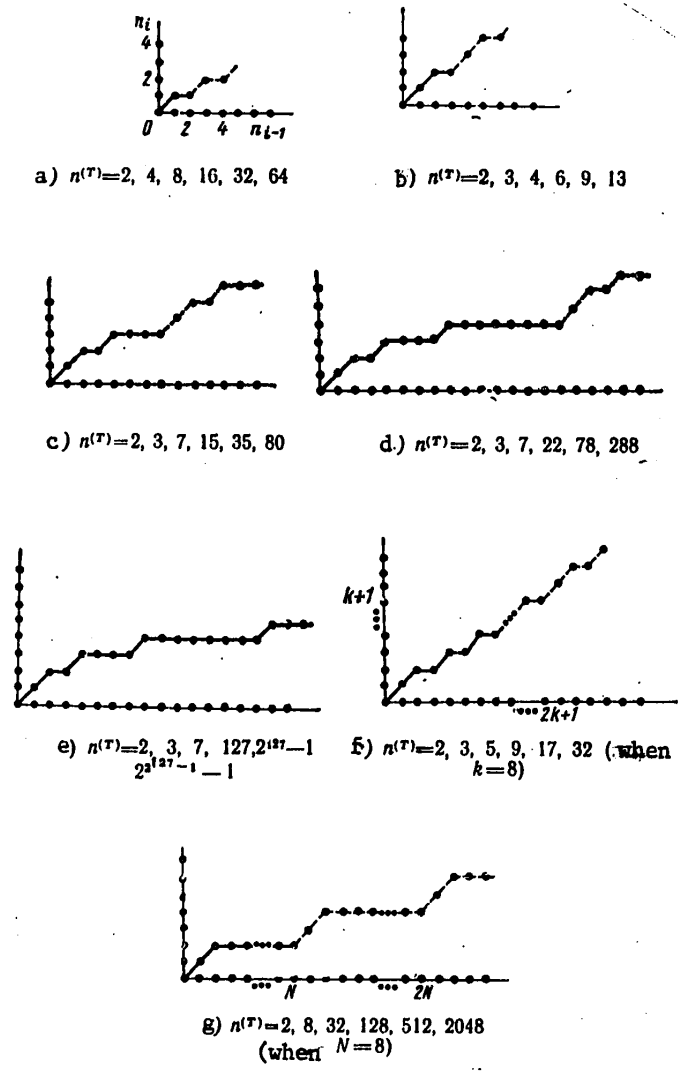 n_i
4
2
0 2 4 n_{i-1}
a) n^{(T)}=2, 4, 8, 16, 32, 64
b) n^{(T)}=2, 3, 4, 6, 9, 13
c) n^{(T)}=2, 3, 7, 15, 35, 80
d.) n^{(T)}=2, 3, 7, 22, 78, 288
k+1
2k+1
e) n^{(T)}=2, 3, 7, 127, 2^{127}—1
2^{2^{127}-1}—1
f) n^{(T)}=2, 3, 5, 9, 17, 32 (when
k=8)
N 2N
g) n^{(T)}=2, 8, 32, 128, 512, 2048
(when N=8)